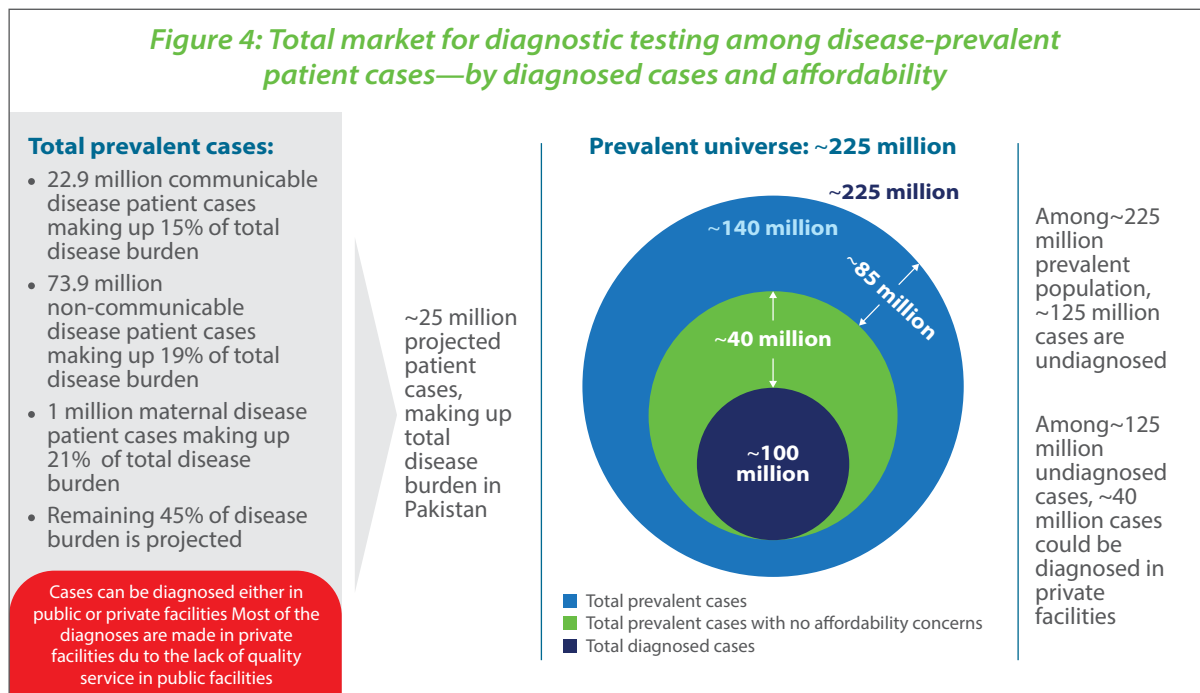 Figure 4: Total market for diagnostic testing among disease-prevalent
patient cases—by diagnosed cases and affordability
Total prevalent cases:
• 22.9 million communicable
disease patient cases
making up 15% of total
disease burden
• 73.9 million
non-communicable
disease patient cases
making up 19% of total
disease burden
• 1 million maternal disease
patient cases making up
21% of total disease
burden
• Remaining 45% of disease
burden is projected
Cases can be diagnosed either in
public or private facilities Most of the
diagnoses are made in private
facilities du to the lack of quality
service in public facilities
~25 million
projected
patient
cases,
making up
total
disease
burden in
Pakistan
Prevalent universe: ~225 million
~225 million
~140 million
~85 million
~40 million
~100
million
Total prevalent cases
Total prevalent cases with no affordability concerns
Total diagnosed cases
Among~225
million
prevalent
population,
~125 million
cases are
undiagnosed
Among~125
million
undiagnosed
cases, ~40
million cases
could be
diagnosed in
private
facilities